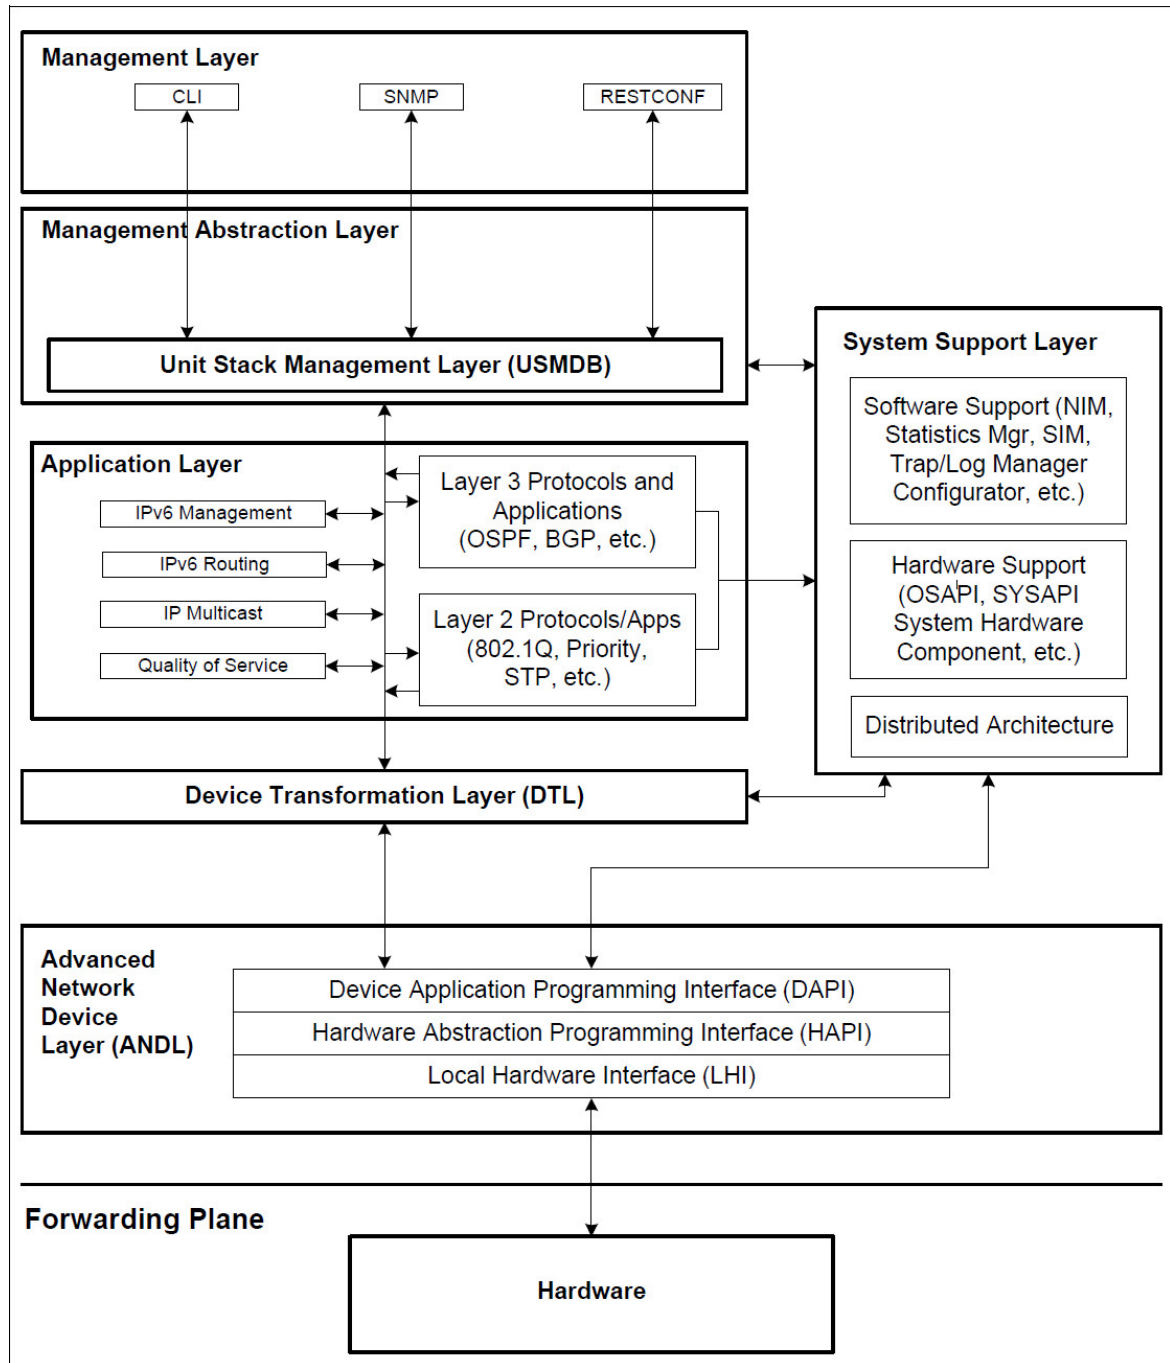 Management Layer
CLI
SNMP
RESTCONF
Management Abstraction Layer
Unit Stack Management Layer (USMDB)
System Support Layer
Software Support (NIM,
Statistics Mgr, SIM,
Trap/Log Manager
Configurator, etc.)
Hardware Support
(OSAPI, SYSAPI
System Hardware
Component, etc.)
Distributed Architecture
Application Layer
IPv6 Management
IPv6 Routing
IP Multicast
Quality of Service
Layer 3 Protocols and
Applications
(OSPF, BGP, etc.)
Layer 2 Protocols/Apps
(802.1Q, Priority,
STP, etc.)
Device Transformation Layer (DTL)
Advanced
Network
Device
Layer (ANDL)
Device Application Programming Interface (DAPI)
Hardware Abstraction Programming Interface (HAPI)
Local Hardware Interface (LHI)
Forwarding Plane
Hardware